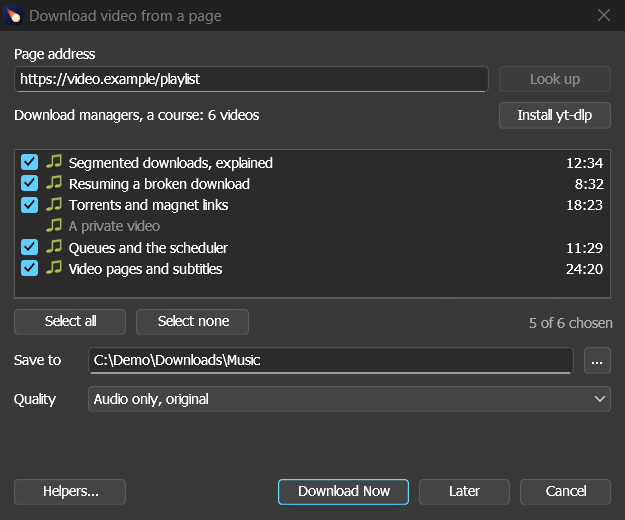 Download video from a page
Page address
https://video.example/playlist Look up
Download managers, a course: 6 videos Install yt-dlp
Segmented downloads, explained 12:34
Resuming a broken download 8:32
Torrents and magnet links 18:23
A private video
Queues and the scheduler 11:29
Video pages and subtitles 24:20
Select all Select none 5 of 6 chosen
Save to C:\Demo\Downloads\Music ...
Quality Audio only, original
Helpers... Download Now Later Cancel